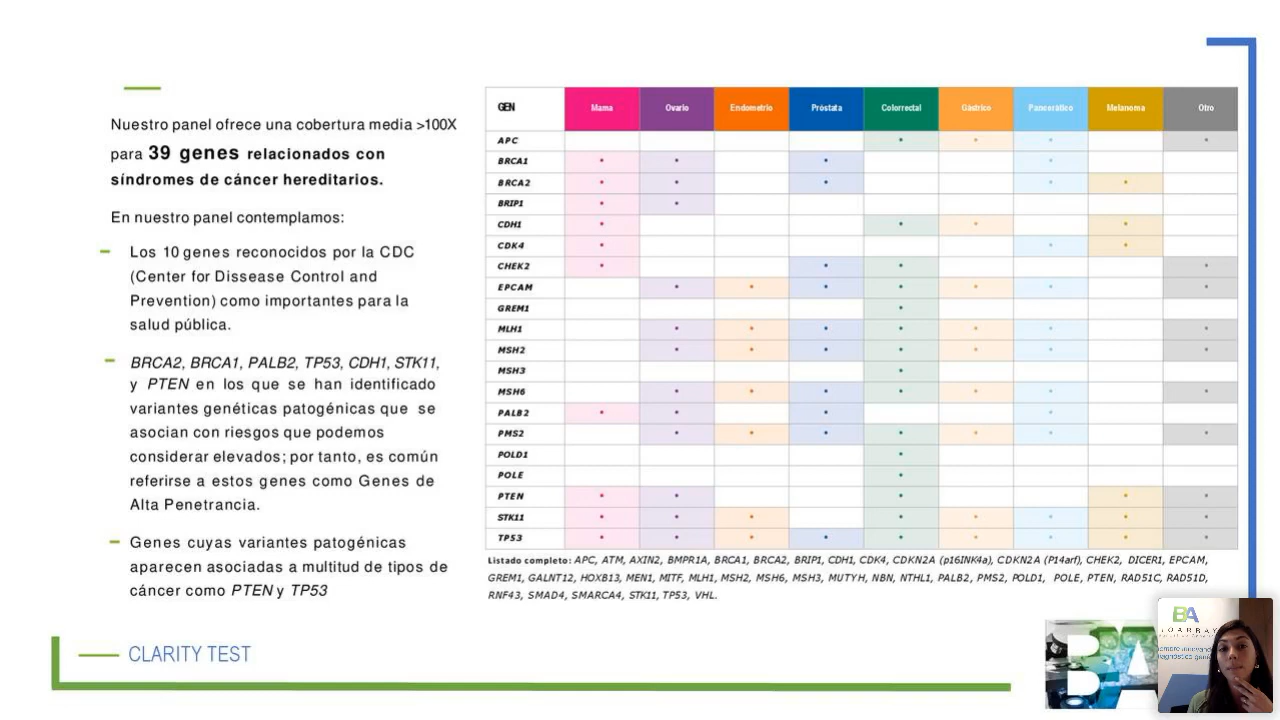 Nuestro panel ofrece una cobertura media >100X
para 39 genes relacionados con
síndromes de cáncer hereditarios.
En nuestro panel contemplamos:
Los 10 genes reconocidos por la CDC
(Center for Dissease Control and
Prevention) como importantes para la
salud pública.
BRCA2, BRCA1, PALB2, TP53, CDH1, STK11,
y PTEN en los que se han identificado
variantes genéticas patogénicas que se
asocian con riesgos que podemos
considerar elevados; por tanto, es común
referirse a estos genes como Genes de
Alta Penetrancia.
Genes cuyas variantes patogénicas
aparecen asociadas a multitud de tipos de
cáncer como PTEN y TP53
GEN Mama Ovario Endometrio Próstata Colorrectal Gástrico Pancerático Melanoma Otro
APC
BRCA1
BRCA2
BRIP1
CDH1
CDK4
CHEK2
EPCAM
GREM1
MLH1
MSH2
MSH3
MSH6
PALB2
PMS2
POLD1
POLE
PTEN
STK11
TP53
Listado completo: APC, ATM, AXIN2, BMPR1A, BRCA1, BRCA2, BRIP1, CDH1, CDK4, CDKN2A (p16INK4a), CDKN2A (P14arf), CHEK2, DICER1, EPCAM,
GREM1, GALNT12, HOXB13, MEN1, MITF, MLH1, MSH2, MSH6, MSH3, MUTYH, NBN, NTHL1, PALB2, PMS2, POLD1, POLE, PTEN, RAD51C, RAD51D,
RNF43, SMAD4, SMARCA4, STK11, TP53, VHL.
CLARITY TEST
BA
BA